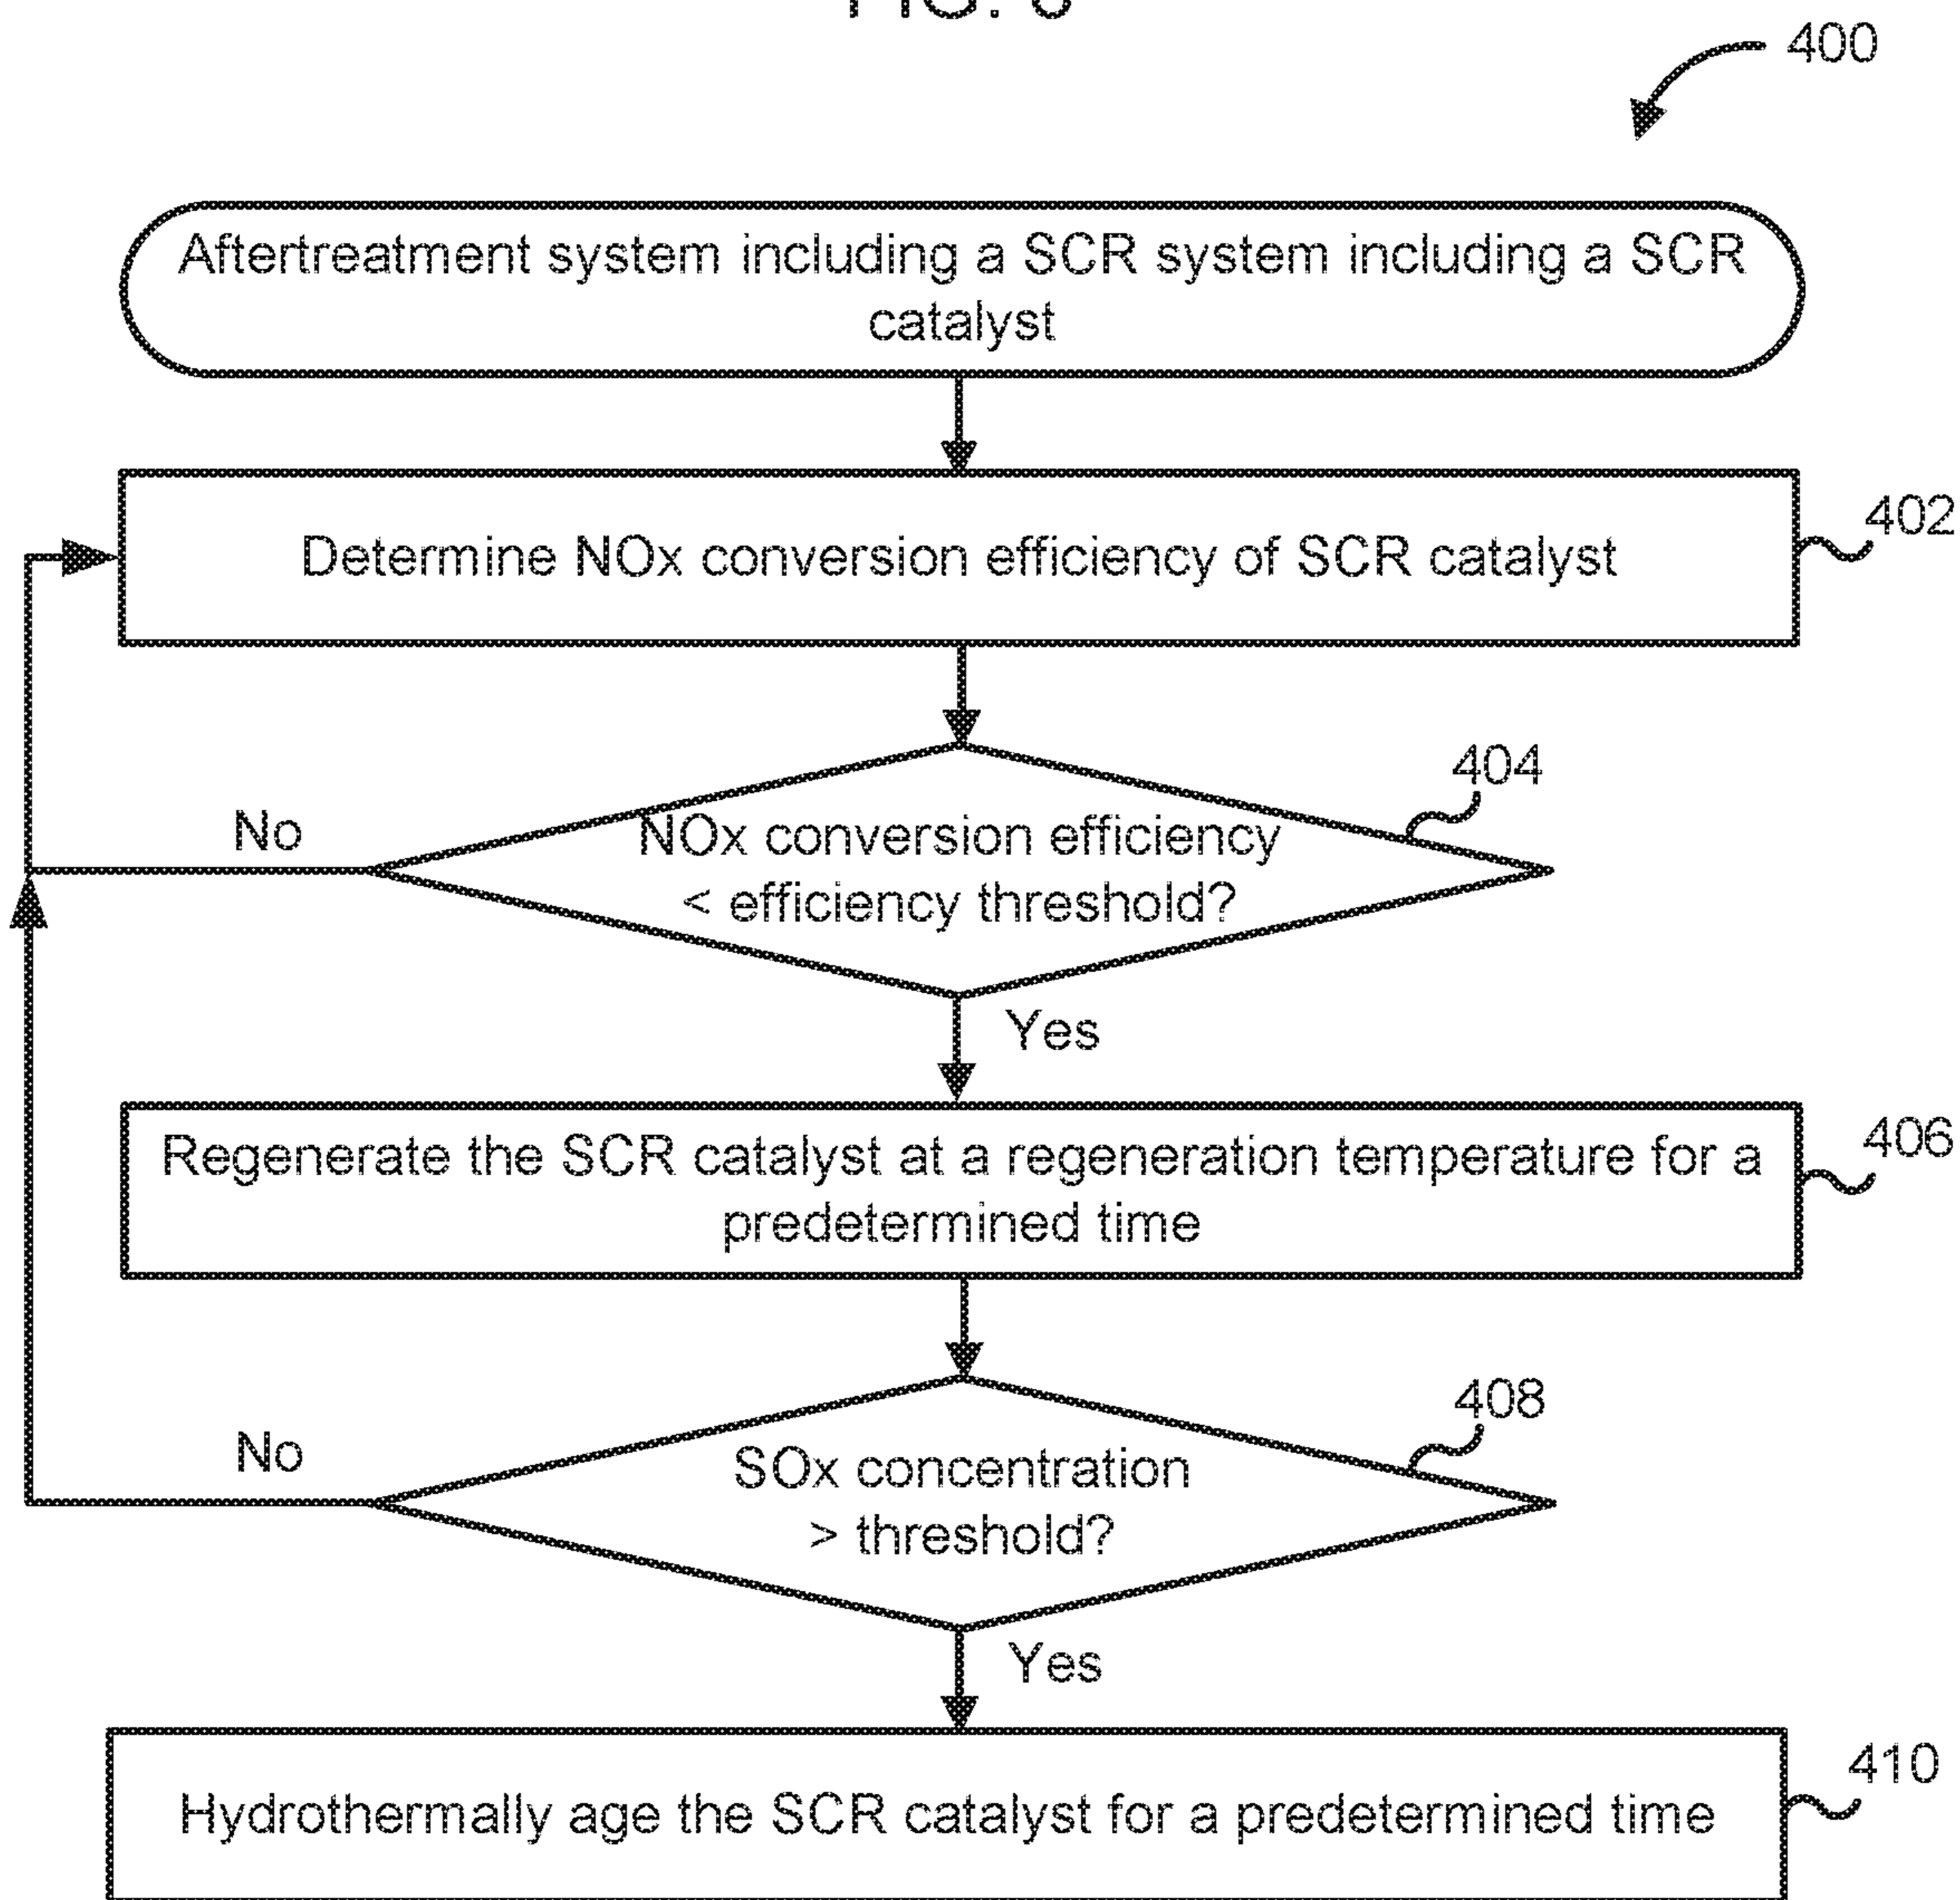 400
Aftertreatment system including a SCR system including a SCR
catalyst
402
Determine NOx conversion efficiency of SCR catalyst
404
No
NOx conversion efficiency
< efficiency threshold?
Yes
406
Regenerate the SCR catalyst at a regeneration temperature for a
predetermined time
408
No
SOx concentration
> threshold?
Yes
410
Hydrothermally age the SCR catalyst for a predetermined time